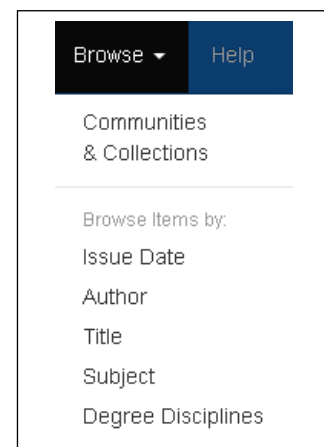 Browse Help
Communities
& Collections
Browse Items by:
Issue Date
Author
Title
Subject
Degree Disciplines